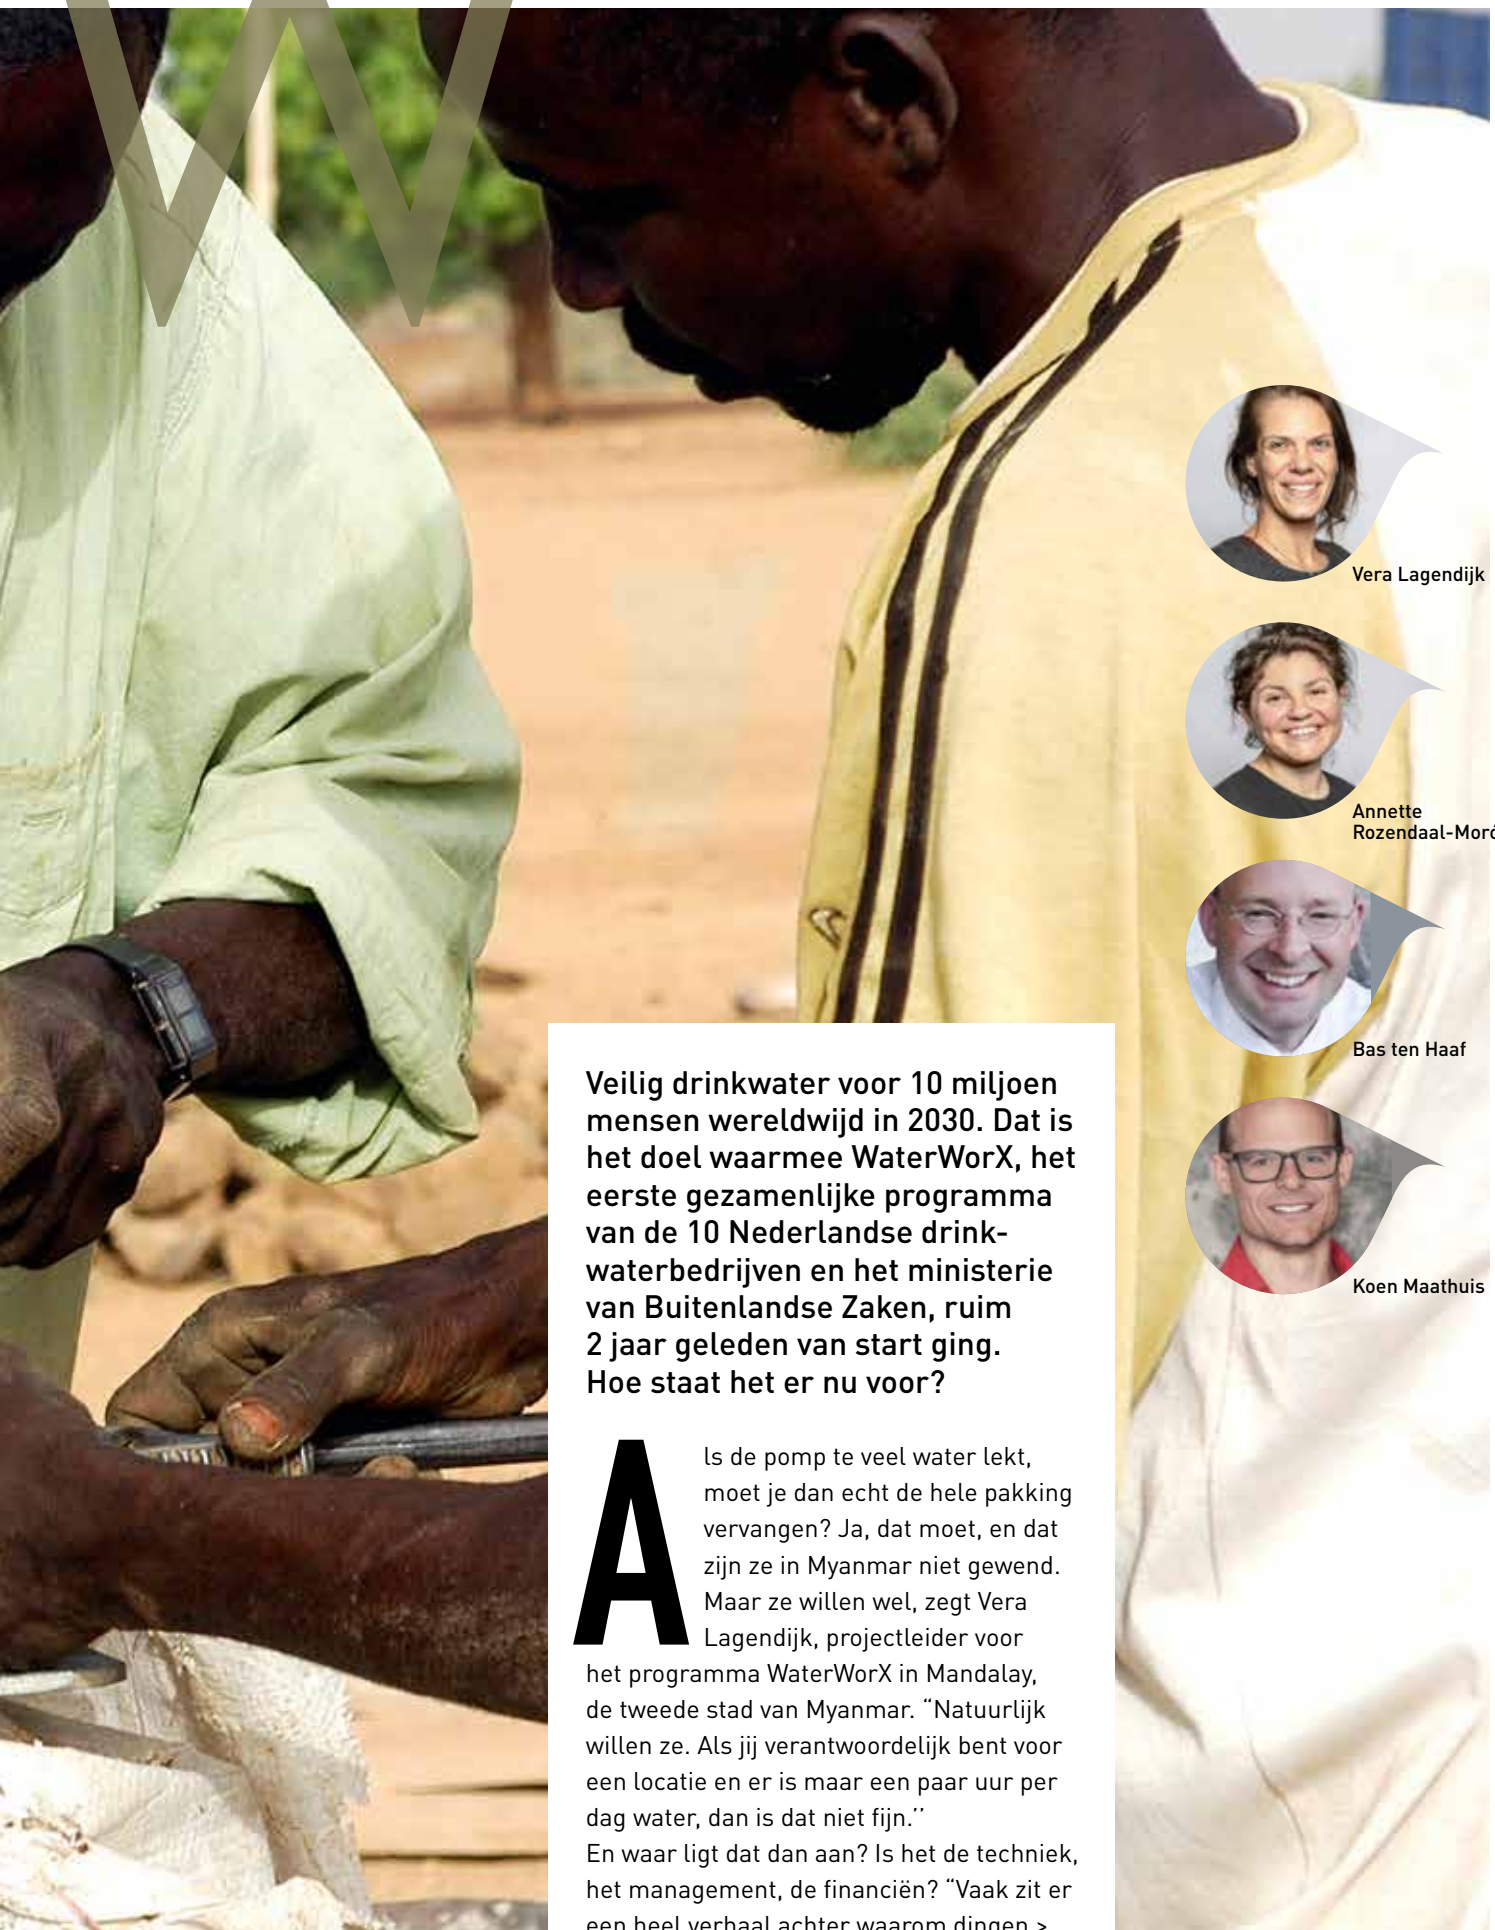 W
Vera Lagendijk
Annette
Bas ten Haaf
Koen Maathuis
Veilig drinkwater voor 10 miljoen
mensen wereldwijd in 2030. Dat is
het doel waarmee WaterWorX, het
eerste gezamenlijke programma
van de 10 Nederlandse drink-
waterbedrijven en het ministerie
van Buitenlandse Zaken, ruim
2 jaar geleden van start ging.
Hoe staat het er nu voor?
Als de pomp te veel water lekt,
moet je dan echt de hele pakking
vervangen? Ja, dat moet, en dat
zijn ze in Myanmar niet gewend.
Maar ze willen wel, zegt Vera
Lagendijk, projectleider voor
het programma WaterWorX in Mandalay,
de tweede stad van Myanmar. “Natuurlijk
willen ze. Als jij verantwoordelijk bent voor
een locatie en er is maar een paar uur per
dag water, dan is dat niet fijn.’’
En waar ligt dat dan aan? Is het de techniek,
het management, de financiën? “Vaak zit er
een heel verhaal achter waarom dingen >